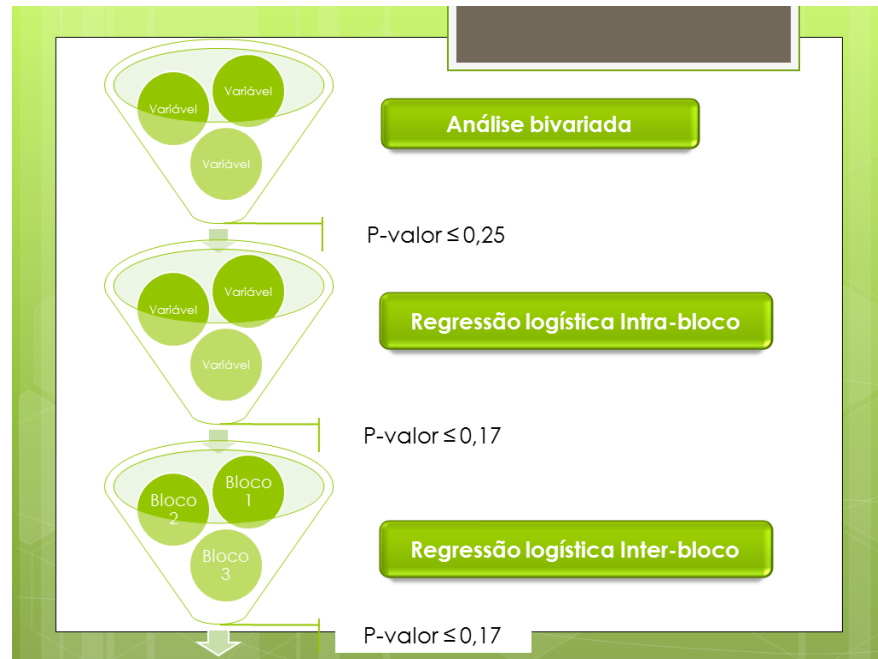 Variável
Variável
Variável
Análise bivariada
P-valor ≤ 0,25
Variável
Variável
Variável
Regressão logística Intra-bloco
P-valor ≤ 0,17
Bloco
1
Bloco
2
Bloco
3
Regressão logística Inter-bloco
P-valor ≤ 0,17